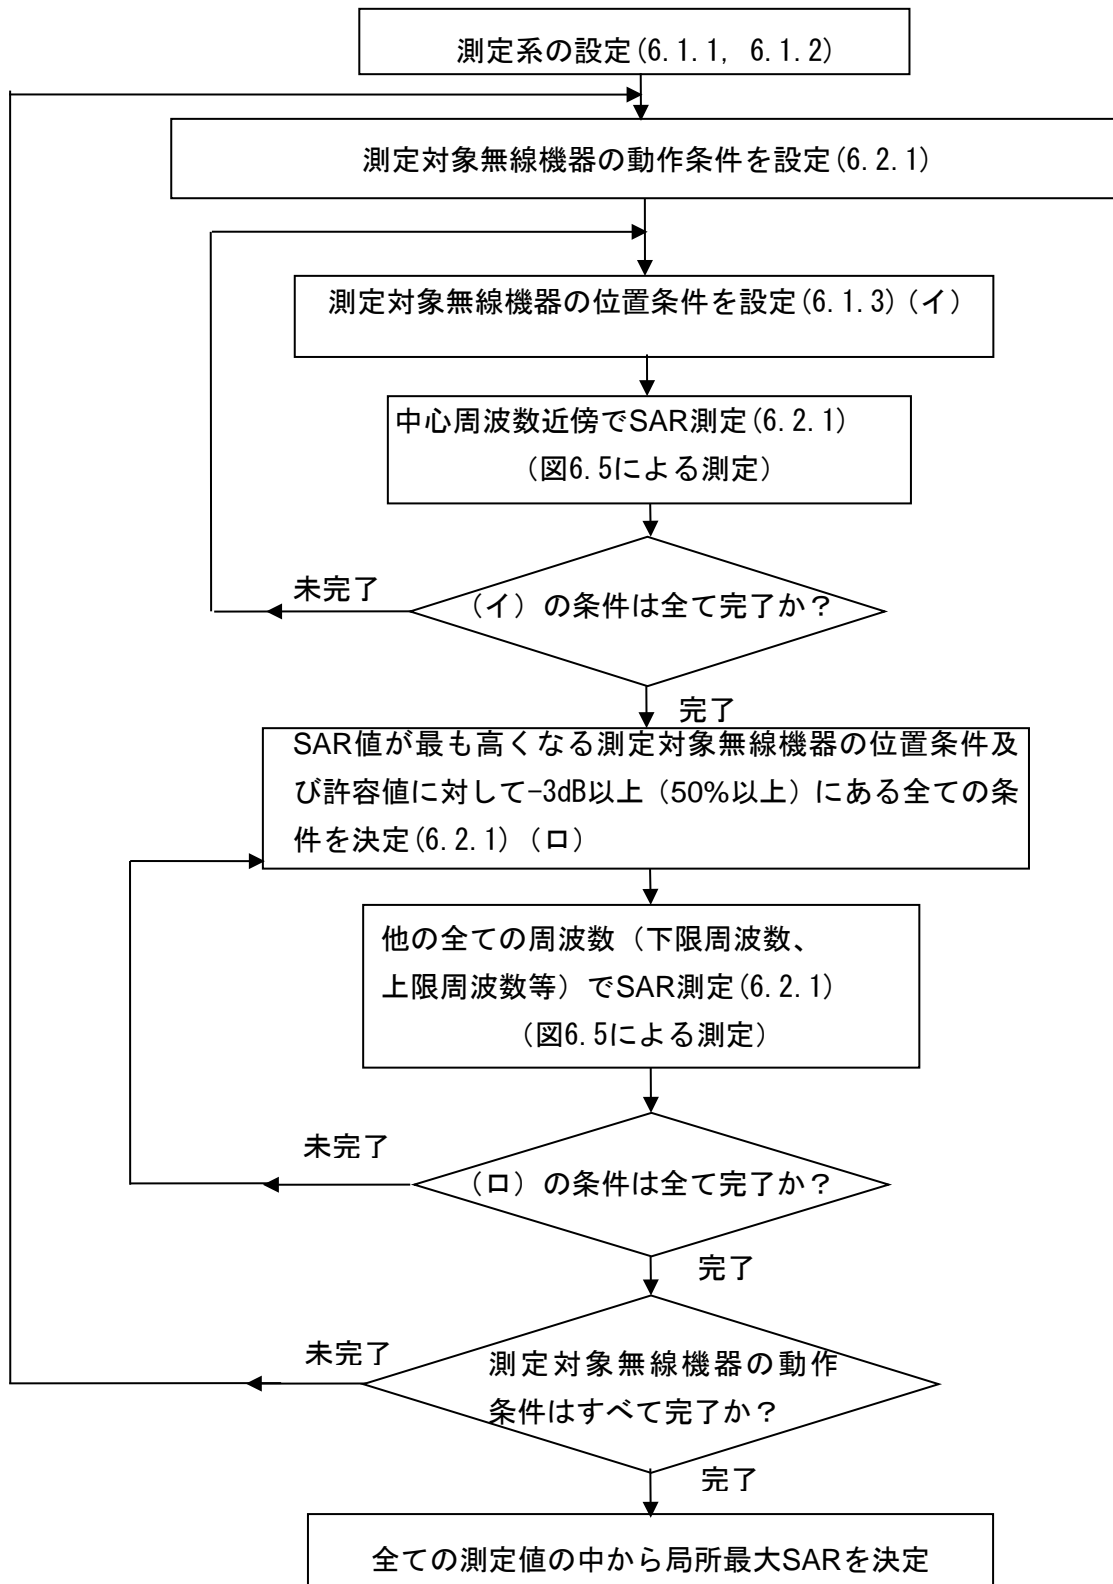 測定系の設定(6.1.1, 6.1.2)
測定対象無線機器の動作条件を設定(6.2.1)
測定対象無線機器の位置条件を設定(6.1.3)(イ)
中心周波数近傍でSAR測定(6.2.1)
(図6.5による測定)
未完了
(イ)の条件は全て完了か?
完了
SAR値が最も高くなる測定対象無線機器の位置条件及
び許容値に対して-3dB以上(50%以上)にある全ての条
件を決定(6.2.1)(ロ)
他の全ての周波数(下限周波数、
上限周波数等)でSAR測定(6.2.1)
(図6.5による測定)
未完了
(ロ)の条件は全て完了か?
完了
未完了
測定対象無線機器の動作
条件はすべて完了か?
完了
全ての測定値の中から局所最大SARを決定